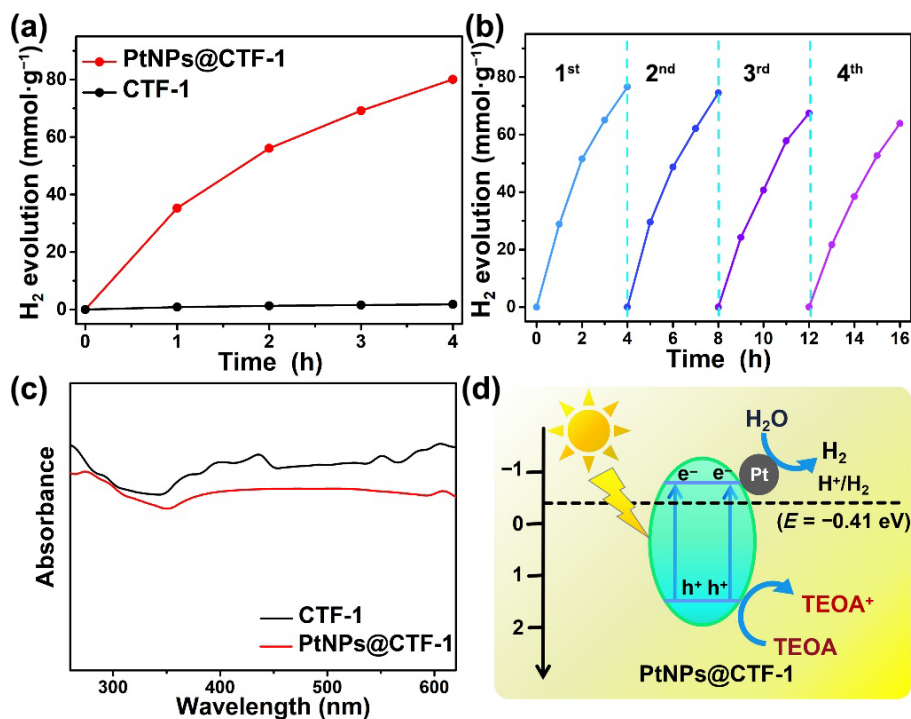 (a)
H₂ evolution (mmol·g⁻¹)
80
60
40
20
0
PtNPs@CTF-1
CTF-1
0 1 2 3 4
Time (h)
(b)
H₂ evolution (mmol·g⁻¹)
80
60
40
20
0
1ˢᵗ 2ⁿᵈ 3ʳᵈ 4ᵗʰ
0 2 4 6 8 10 12 14 16
Time (h)
(c)
Absorbance
CTF-1
PtNPs@CTF-1
300 400 500 600
Wavelength (nm)
(d)
−1
0
1
2
H₂O
Pt
H₂
e⁻ e⁻
H⁺/H₂
(E = −0.41 eV)
h⁺ h⁺
TEOA⁺
TEOA
PtNPs@CTF-1